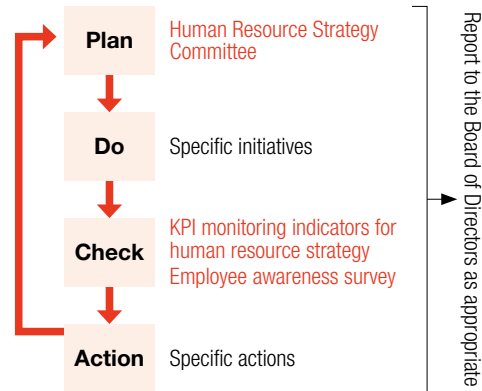 Plan
Human Resource Strategy
Committee
Do
Specific initiatives
Check
KPI monitoring indicators for
human resource strategy
Employee awareness survey
Action
Specific actions
Report to the Board of Directors as appropriate